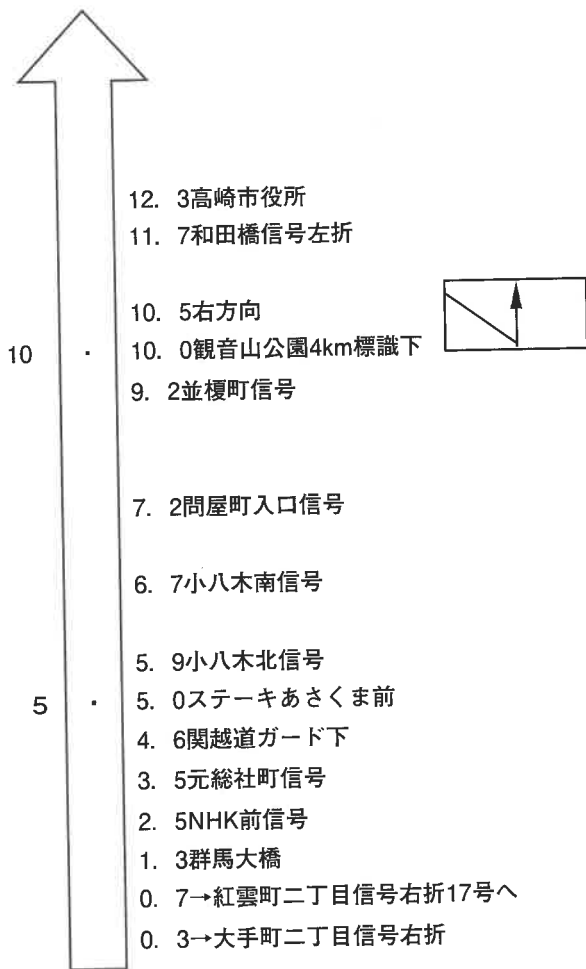 12. 3高崎市役所
11. 7和田橋信号左折
10. 5右方向
10 ・ 10. 0観音山公園4km標識下
9. 2並榎町信号
7. 2問屋町入口信号
6. 7小八木南信号
5. 9小八木北信号
5 ・ 5. 0ステーキあさくま前
4. 6関越道ガード下
3. 5元総社町信号
2. 5NHK前信号
1. 3群馬大橋
0. 7→紅雲町二丁目信号右折17号へ
0. 3→大手町二丁目信号右折